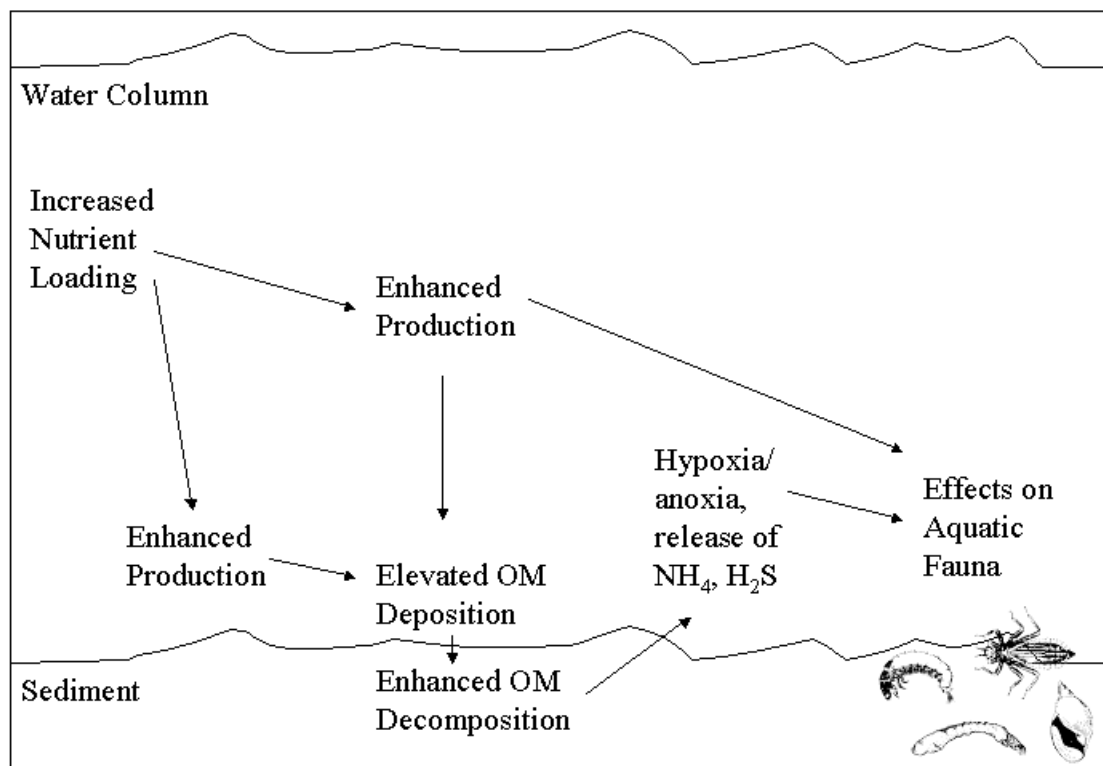 Water Column
Increased
Nutrient
Loading
Enhanced
Production
Hypoxia/
anoxia,
release of
NH₄, H₂S
Effects on
Aquatic
Fauna
Enhanced
Production
Elevated OM
Deposition
Sediment
Enhanced OM
Decomposition